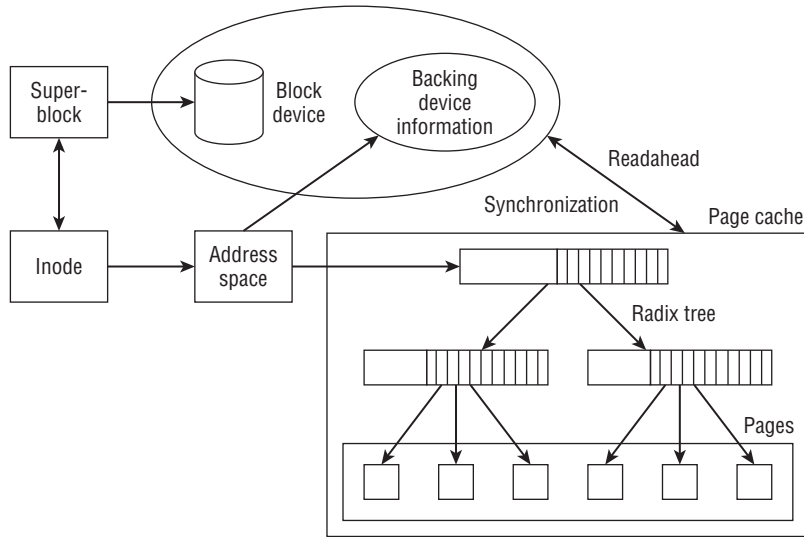 Super-
block
Block
device
Backing
device
information
Readahead
Synchronization
Page cache
Inode
Address
space
Radix tree
Pages